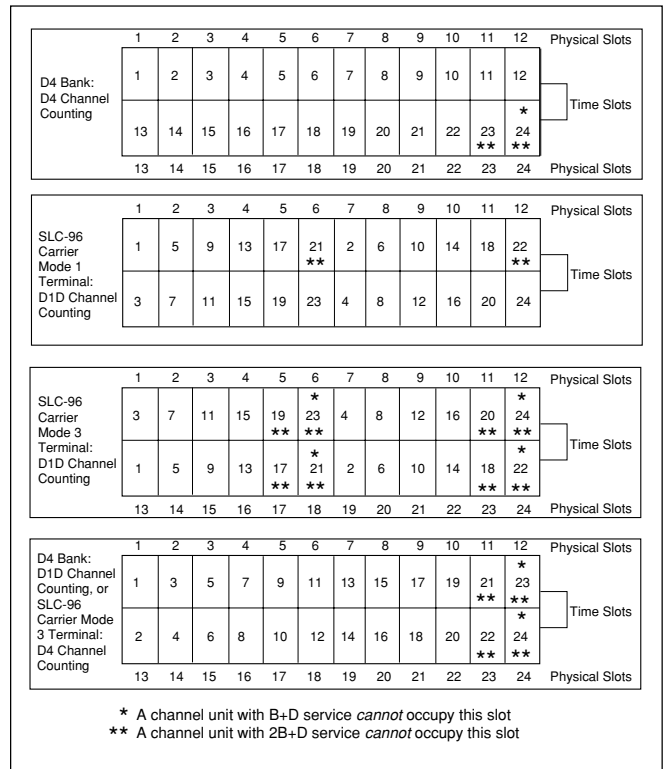 1 2 3 4 5 6 7 8 9 10 11 12 Physical Slots
D4 Bank:
D4 Channel
Counting
1 2 3 4 5 6 7 8 9 10 11 12
Time Slots
*
13 14 15 16 17 18 19 20 21 22 23 24
** **
13 14 15 16 17 18 19 20 21 22 23 24 Physical Slots
1 2 3 4 5 6 7 8 9 10 11 12 Physical Slots
SLC-96
Carrier
Mode 1
Terminal:
D1D Channel
Counting
1 5 9 13 17 21 2 6 10 14 18 22
** **
Time Slots
3 7 11 15 19 23 4 8 12 16 20 24
1 2 3 4 5 6 7 8 9 10 11 12 Physical Slots
SLC-96
Carrier
Mode 3
Terminal:
D1D Channel
Counting
* *
3 7 11 15 19 23 4 8 12 16 20 24
** ** ** **
Time Slots
* *
1 5 9 13 17 21 2 6 10 14 18 22
** ** ** **
13 14 15 16 17 18 19 20 21 22 23 24 Physical Slots
1 2 3 4 5 6 7 8 9 10 11 12 Physical Slots
D4 Bank:
D1D Channel
Counting, or
SLC-96
Carrier Mode
3 Terminal:
D4 Channel
Counting
*
1 3 5 7 9 11 13 15 17 19 21 23
** **
Time Slots
*
2 4 6 8 10 12 14 16 18 20 22 24
** **
13 14 15 16 17 18 19 20 21 22 23 24 Physical Slots
* A channel unit with B+D service cannot occupy this slot
** A channel unit with 2B+D service cannot occupy this slot